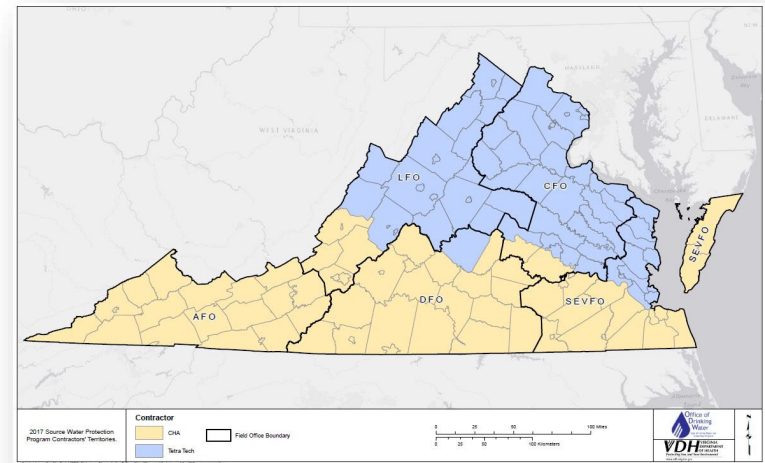 MARYLAND
DELAWARE
WEST VIRGINIA
LFO
CFO
SEVFO
AFO
DFO
SEVFO
2017 Source Water Protection
Program Contractors' Territories.
Contractor
CHA
Tetra Tech
Field Office Boundary
0 25 50 100 Miles
0 25 50 100 Kilometers
Office of
Drinking
Water
VDH VIRGINIA
DEPARTMENT
OF HEALTH